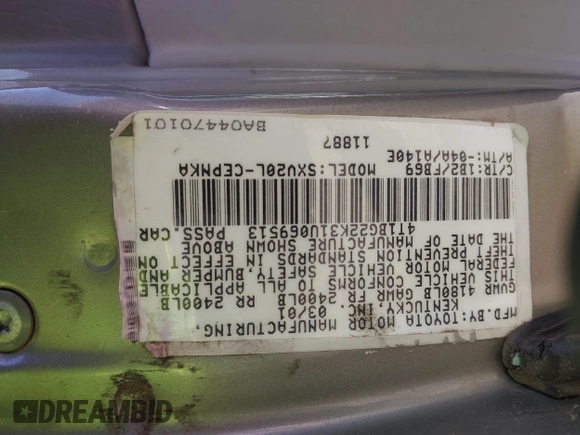 MFD.BY:TOYOTA MOTOR MANUFACTURING,
KENTUCKY, INC. 03/01
GVWR 4180LB GAWR FR 2400LB RR 2400LB
THIS VEHICLE CONFORMS TO ALL APPLICABLE
FEDERAL MOTOR VEHICLE SAFETY, BUMPER AND
THEFT PREVENTION STANDARDS IN EFFECT ON
THE DATE OF MANUFACTURE SHOWN ABOVE
4T1BG22K31U069513 PASS. CAR
C/TR:1B2/FB69 MODEL:SXV20L-CEPNKA
A/TM:-04A/A140E
11887
BA04470101
DREAMBID